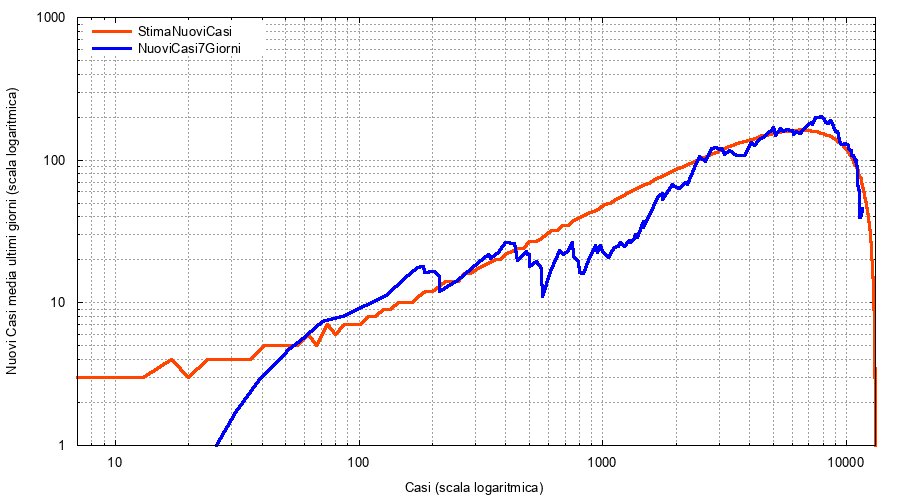 1000
100
10
1
StimaNuoviCasi
NuoviCasi7Giorni
Nuovi Casi media ultimi giorni (scala logaritmica)
10 100 1000 10000
Casi (scala logaritmica)